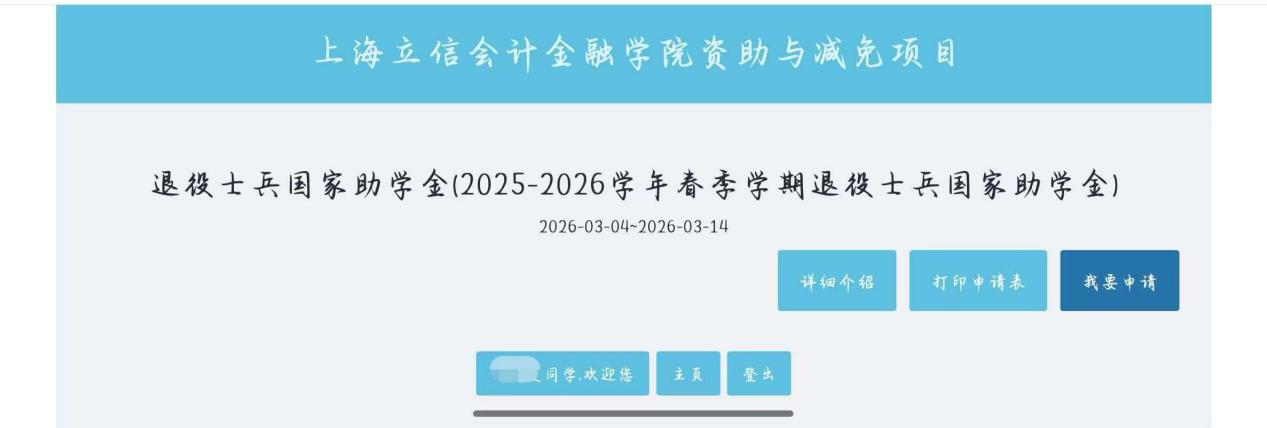 上海立信会计金融学院资助与减免项目
退役士兵国家助学金(2025-2026学年春季学期退役士兵国家助学金)
2026-03-04~2026-03-14
详细介绍 打印申请表 我要申请
同学,欢迎您 主页 登出